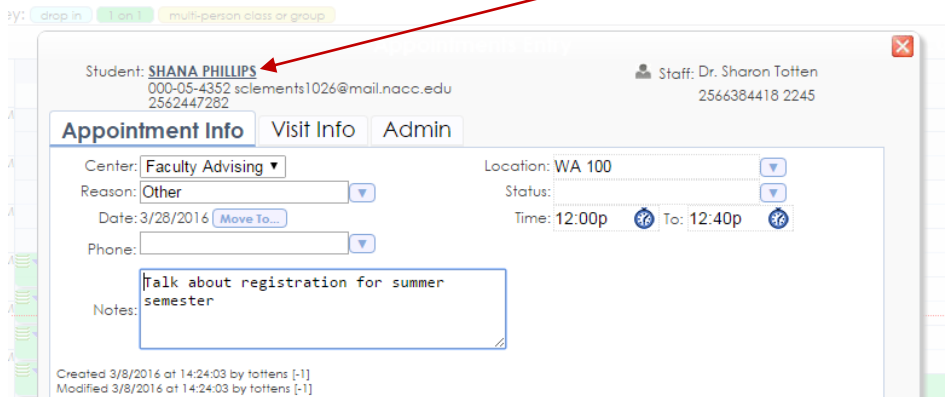 ey: drop in 1 on 1 multi-person class or group
Appointment Entry
Student: SHANA PHILLIPS Staff: Dr. Sharon Totten
000-05-4352 sclements1026@mail.nacc.edu 2566384418 2245
2562447282
Appointment Info Visit Info Admin
Center: Faculty Advising Location: WA 100
Reason: Other Status:
Date: 3/28/2016 Move To... Time: 12:00p To: 12:40p
Phone:
Notes: Talk about registration for summer
semester
Created 3/8/2016 at 14:24:03 by tottens [-1]
Modified 3/8/2016 at 14:24:03 by tottens [-1]